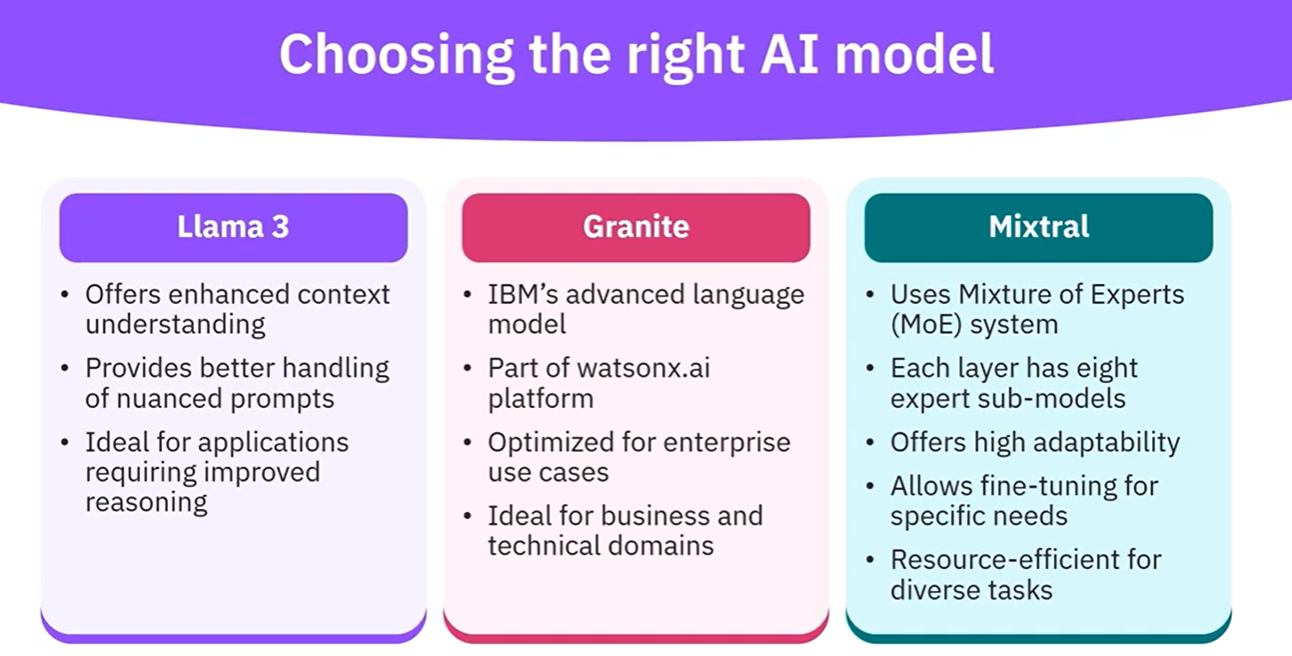 Choosing the right AI model
Llama 3
• Offers enhanced context
understanding
• Provides better handling
of nuanced prompts
• Ideal for applications
requiring improved
reasoning
Granite
• IBM’s advanced language
model
• Part of watsonx.ai
platform
• Optimized for enterprise
use cases
• Ideal for business and
technical domains
Mixtral
• Uses Mixture of Experts
(MoE) system
• Each layer has eight
expert sub-models
• Offers high adaptability
• Allows fine-tuning for
specific needs
• Resource-efficient for
diverse tasks